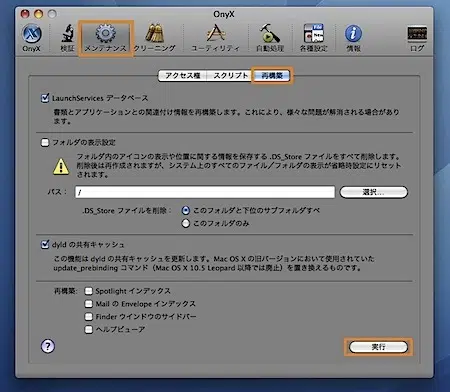 OnyX
OnyX
検証
メンテナンス
クリーニング
ユーティリティ
自動処理
各種設定
情報
ログ
アクセス権
スクリプト
再構築
LaunchServices データベース
書類とアプリケーションとの関連付け情報を再構築します。これにより、様々な問題が解消される場合があ
ります。
フォルダの表示設定
フォルダ内のアイコンの表示や位置に関する情報を保存する .DS_Store ファイルをすべて削除します。
削除後は再作成されますが、システム上のすべてのファイル／フォルダの表示が省略時設定にリセット
されます。
パス： /
選択...
.DS_Store ファイルを削除：
このフォルダと下位のサブフォルダすべ
このフォルダのみ
dyld の共有キャッシュ
この機能は dyld の共有キャッシュを更新します。Mac OS X の旧バージョンにおいて使用されていた
update_prebinding コマンド（Mac OS X 10.5 Leopard 以降では廃止）を置き換えるものです。
再構築：
Spotlight インデックス
Mail の Envelope インデックス
Finder ウインドウのサイドバー
ヘルプビューア
?
実行